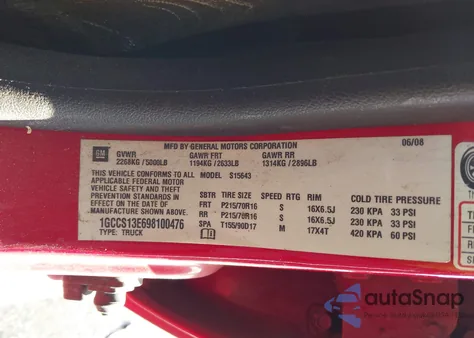 GM
MFD BY GENERAL MOTORS CORPORATION 06/08
GVWR GAWR FRT GAWR RR
2268KG / 5000LB 1194KG / 2633LB 1314KG / 2896LB
THIS VEHICLE CONFORMS TO ALL MODEL S15643
APPLICABLE FEDERAL MOTOR
VEHICLE SAFETY AND THEFT
PREVENTION STANDARDS IN
EFFECT ON THE DATE OF
MANUFACTURE SHOWN ABOVE.
1GCCS13E698100476
TYPE: TRUCK
SBTR TIRE SIZE SPEED RTG RIM COLD TIRE PRESSURE
FRT P215/70R16 S 16X6.5J 230 KPA 33 PSI
RR P215/70R16 S 16X6.5J 230 KPA 33 PSI
SPA T155/90D17 M 17X4T 420 KPA 60 PSI
autoSnap